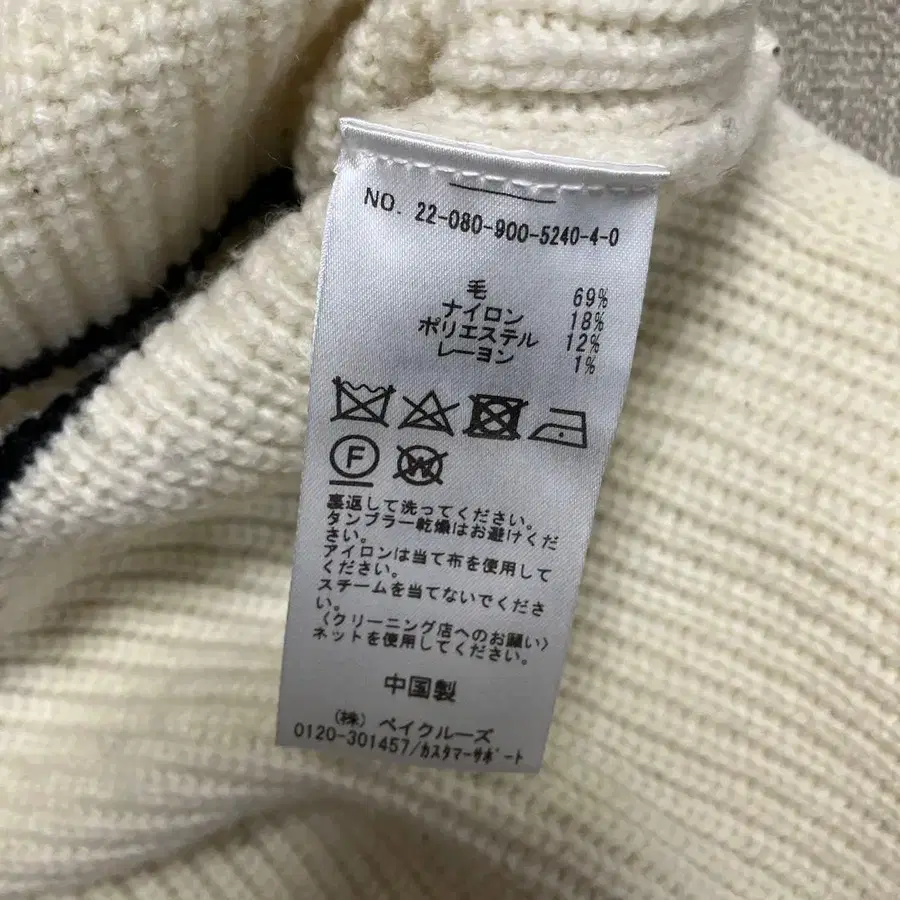 NO. 22-080-900-5240-4-0
毛 69%
ナイロン 18%
ポリエステル 12%
レーヨン 1%
F W
裏返して洗ってください。
タンブラー乾燥はお避けくだ
さい。
アイロンは当て布を使用して
ください。
スチームを当てないでくださ
い。
〈クリーニング店へのお願い〉
ネットを使用してください。
中国製
(株) ベイクルーズ
0120-301457/カスタマーサポート